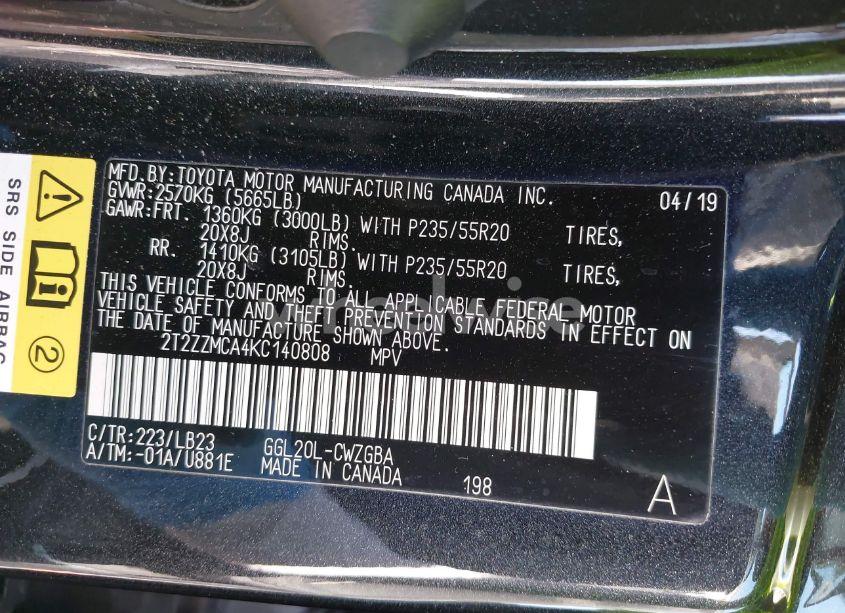 MFD.BY:TOYOTA MOTOR MANUFACTURING CANADA INC. 04/19
GVWR:2570KG (5665LB)
GAWR:FRT. 1360KG (3000LB) WITH P235/55R20 TIRES,
20X8J RIMS.
RR. 1410KG (3105LB) WITH P235/55R20 TIRES,
20X8J RIMS.
THIS VEHICLE CONFORMS TO ALL APPLICABLE FEDERAL MOTOR
VEHICLE SAFETY AND THEFT PREVENTION STANDARDS IN EFFECT ON
THE DATE OF MANUFACTURE SHOWN ABOVE.
2T2ZZMCA4KC140808 MPV
C/TR:223/LB23 GGL20L-CWZGBA
A/TM:-01A/U881E MADE IN CANADA 198 A
SRS SIDE AIRBAG
2